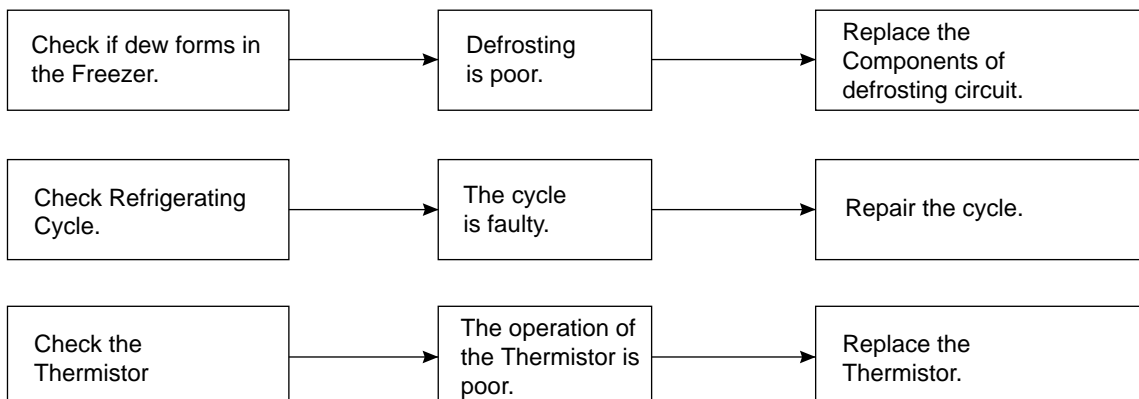 Check if dew forms in
the Freezer.
Defrosting
is poor.
Replace the
Components of
defrosting circuit.
Check Refrigerating
Cycle.
The cycle
is faulty.
Repair the cycle.
Check the
Thermistor
The operation of
the Thermistor is
poor.
Replace the
Thermistor.